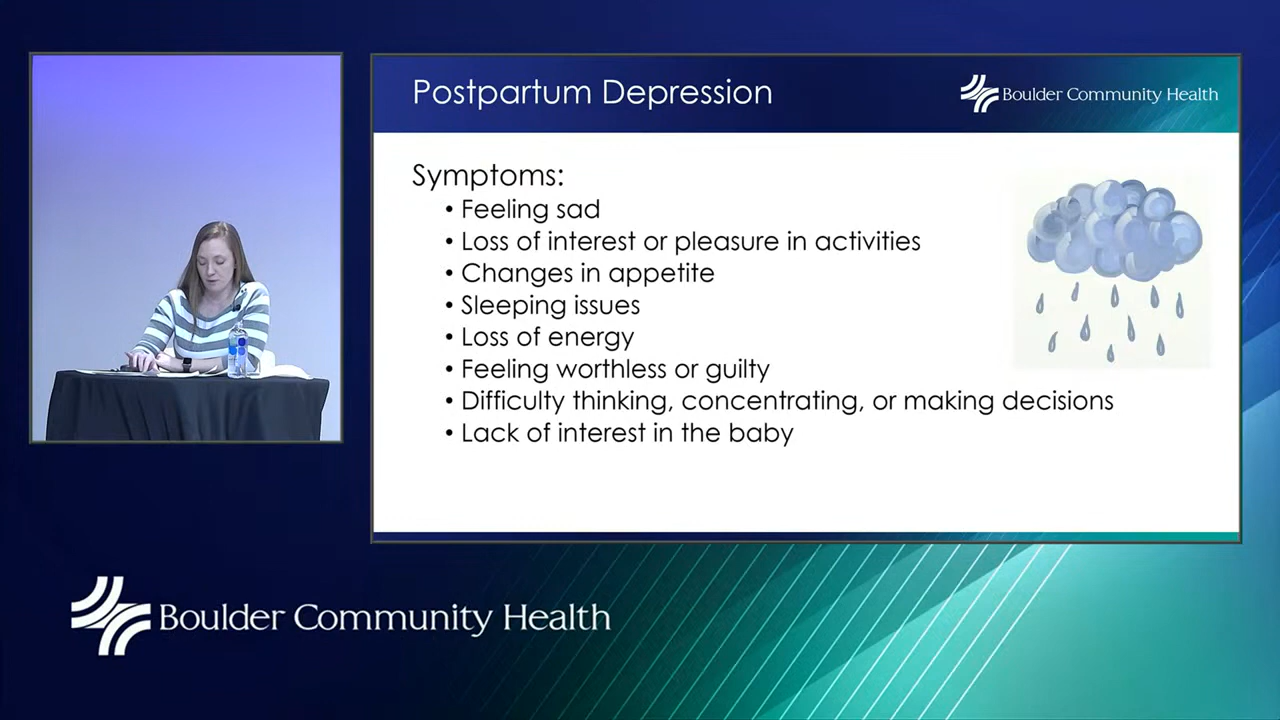 Postpartum Depression
Boulder Community Health
Symptoms:
• Feeling sad
• Loss of interest or pleasure in activities
• Changes in appetite
• Sleeping issues
• Loss of energy
• Feeling worthless or guilty
• Difficulty thinking, concentrating, or making decisions
• Lack of interest in the baby
Boulder Community Health